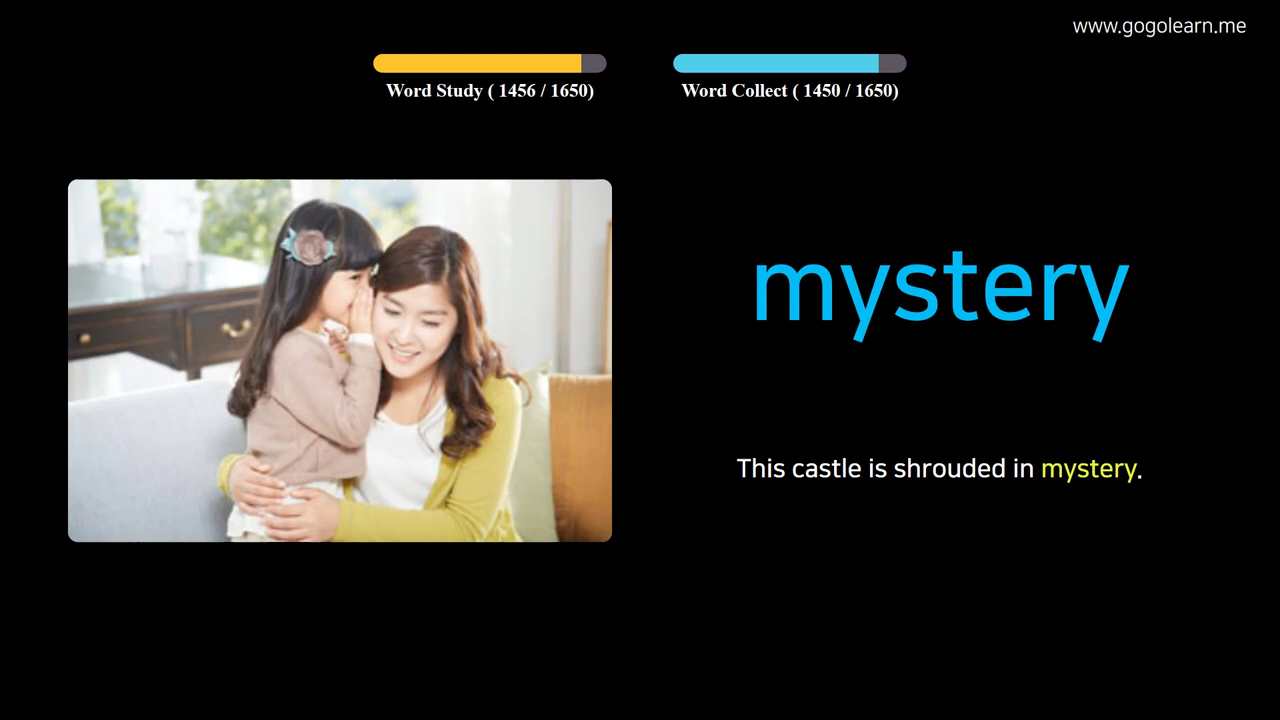 www.gogolearn.me
Word Study ( 1456 / 1650)
Word Collect ( 1450 / 1650)
mystery
This castle is shrouded in mystery.